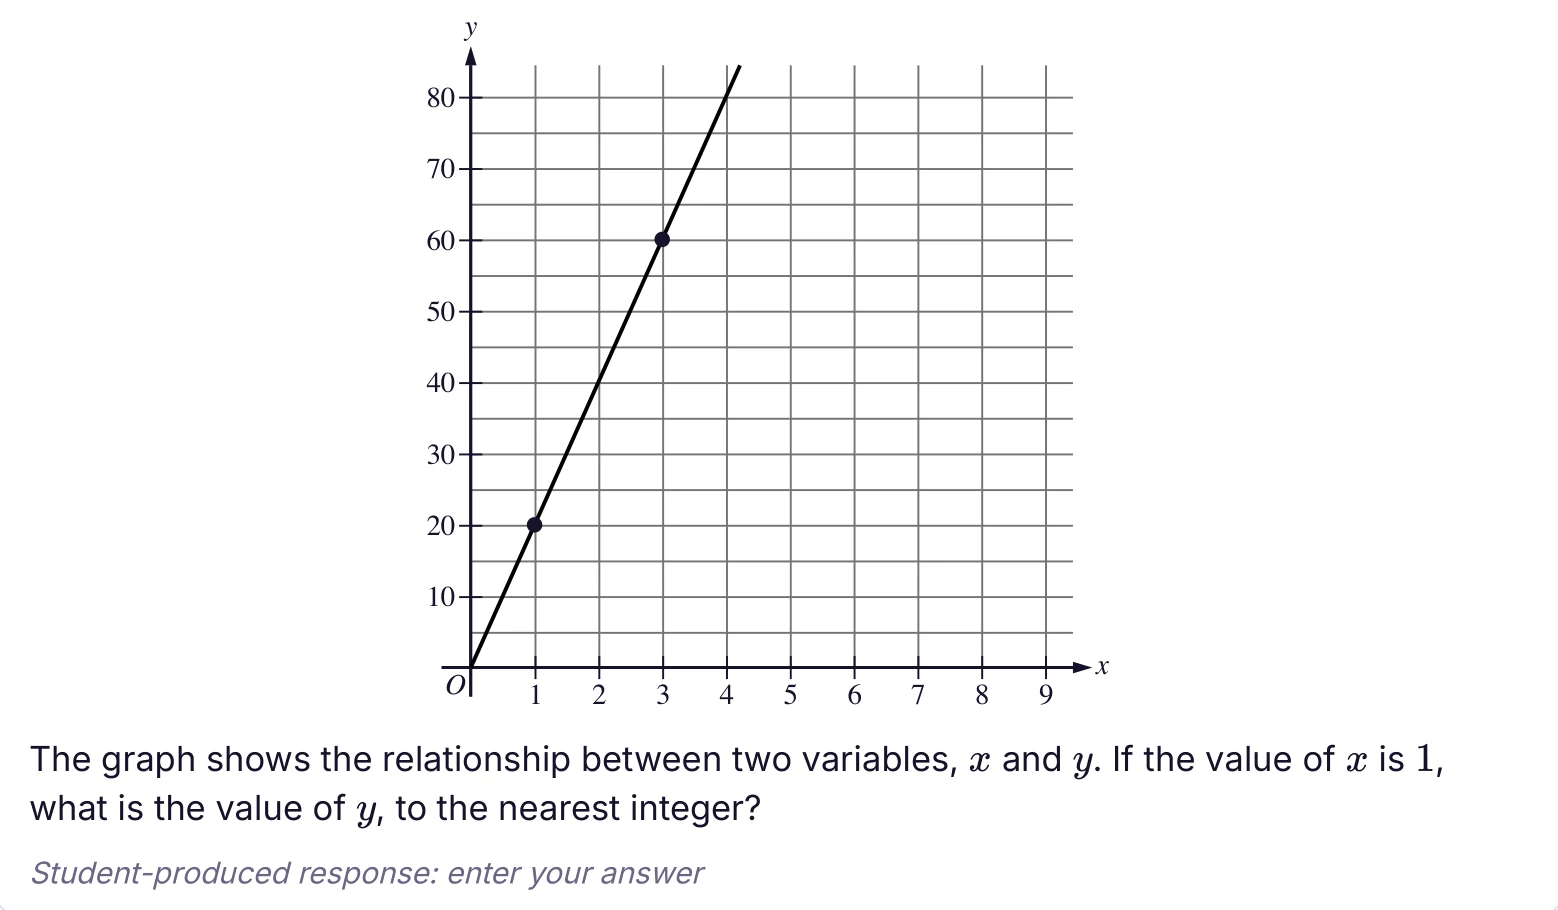 y
80
70
60
50
40
30
20
10
O
1 2 3 4 5 6 7 8 9
x
The graph shows the relationship between two variables, x and y. If the value of x is 1,
what is the value of y, to the nearest integer?
Student-produced response: enter your answer